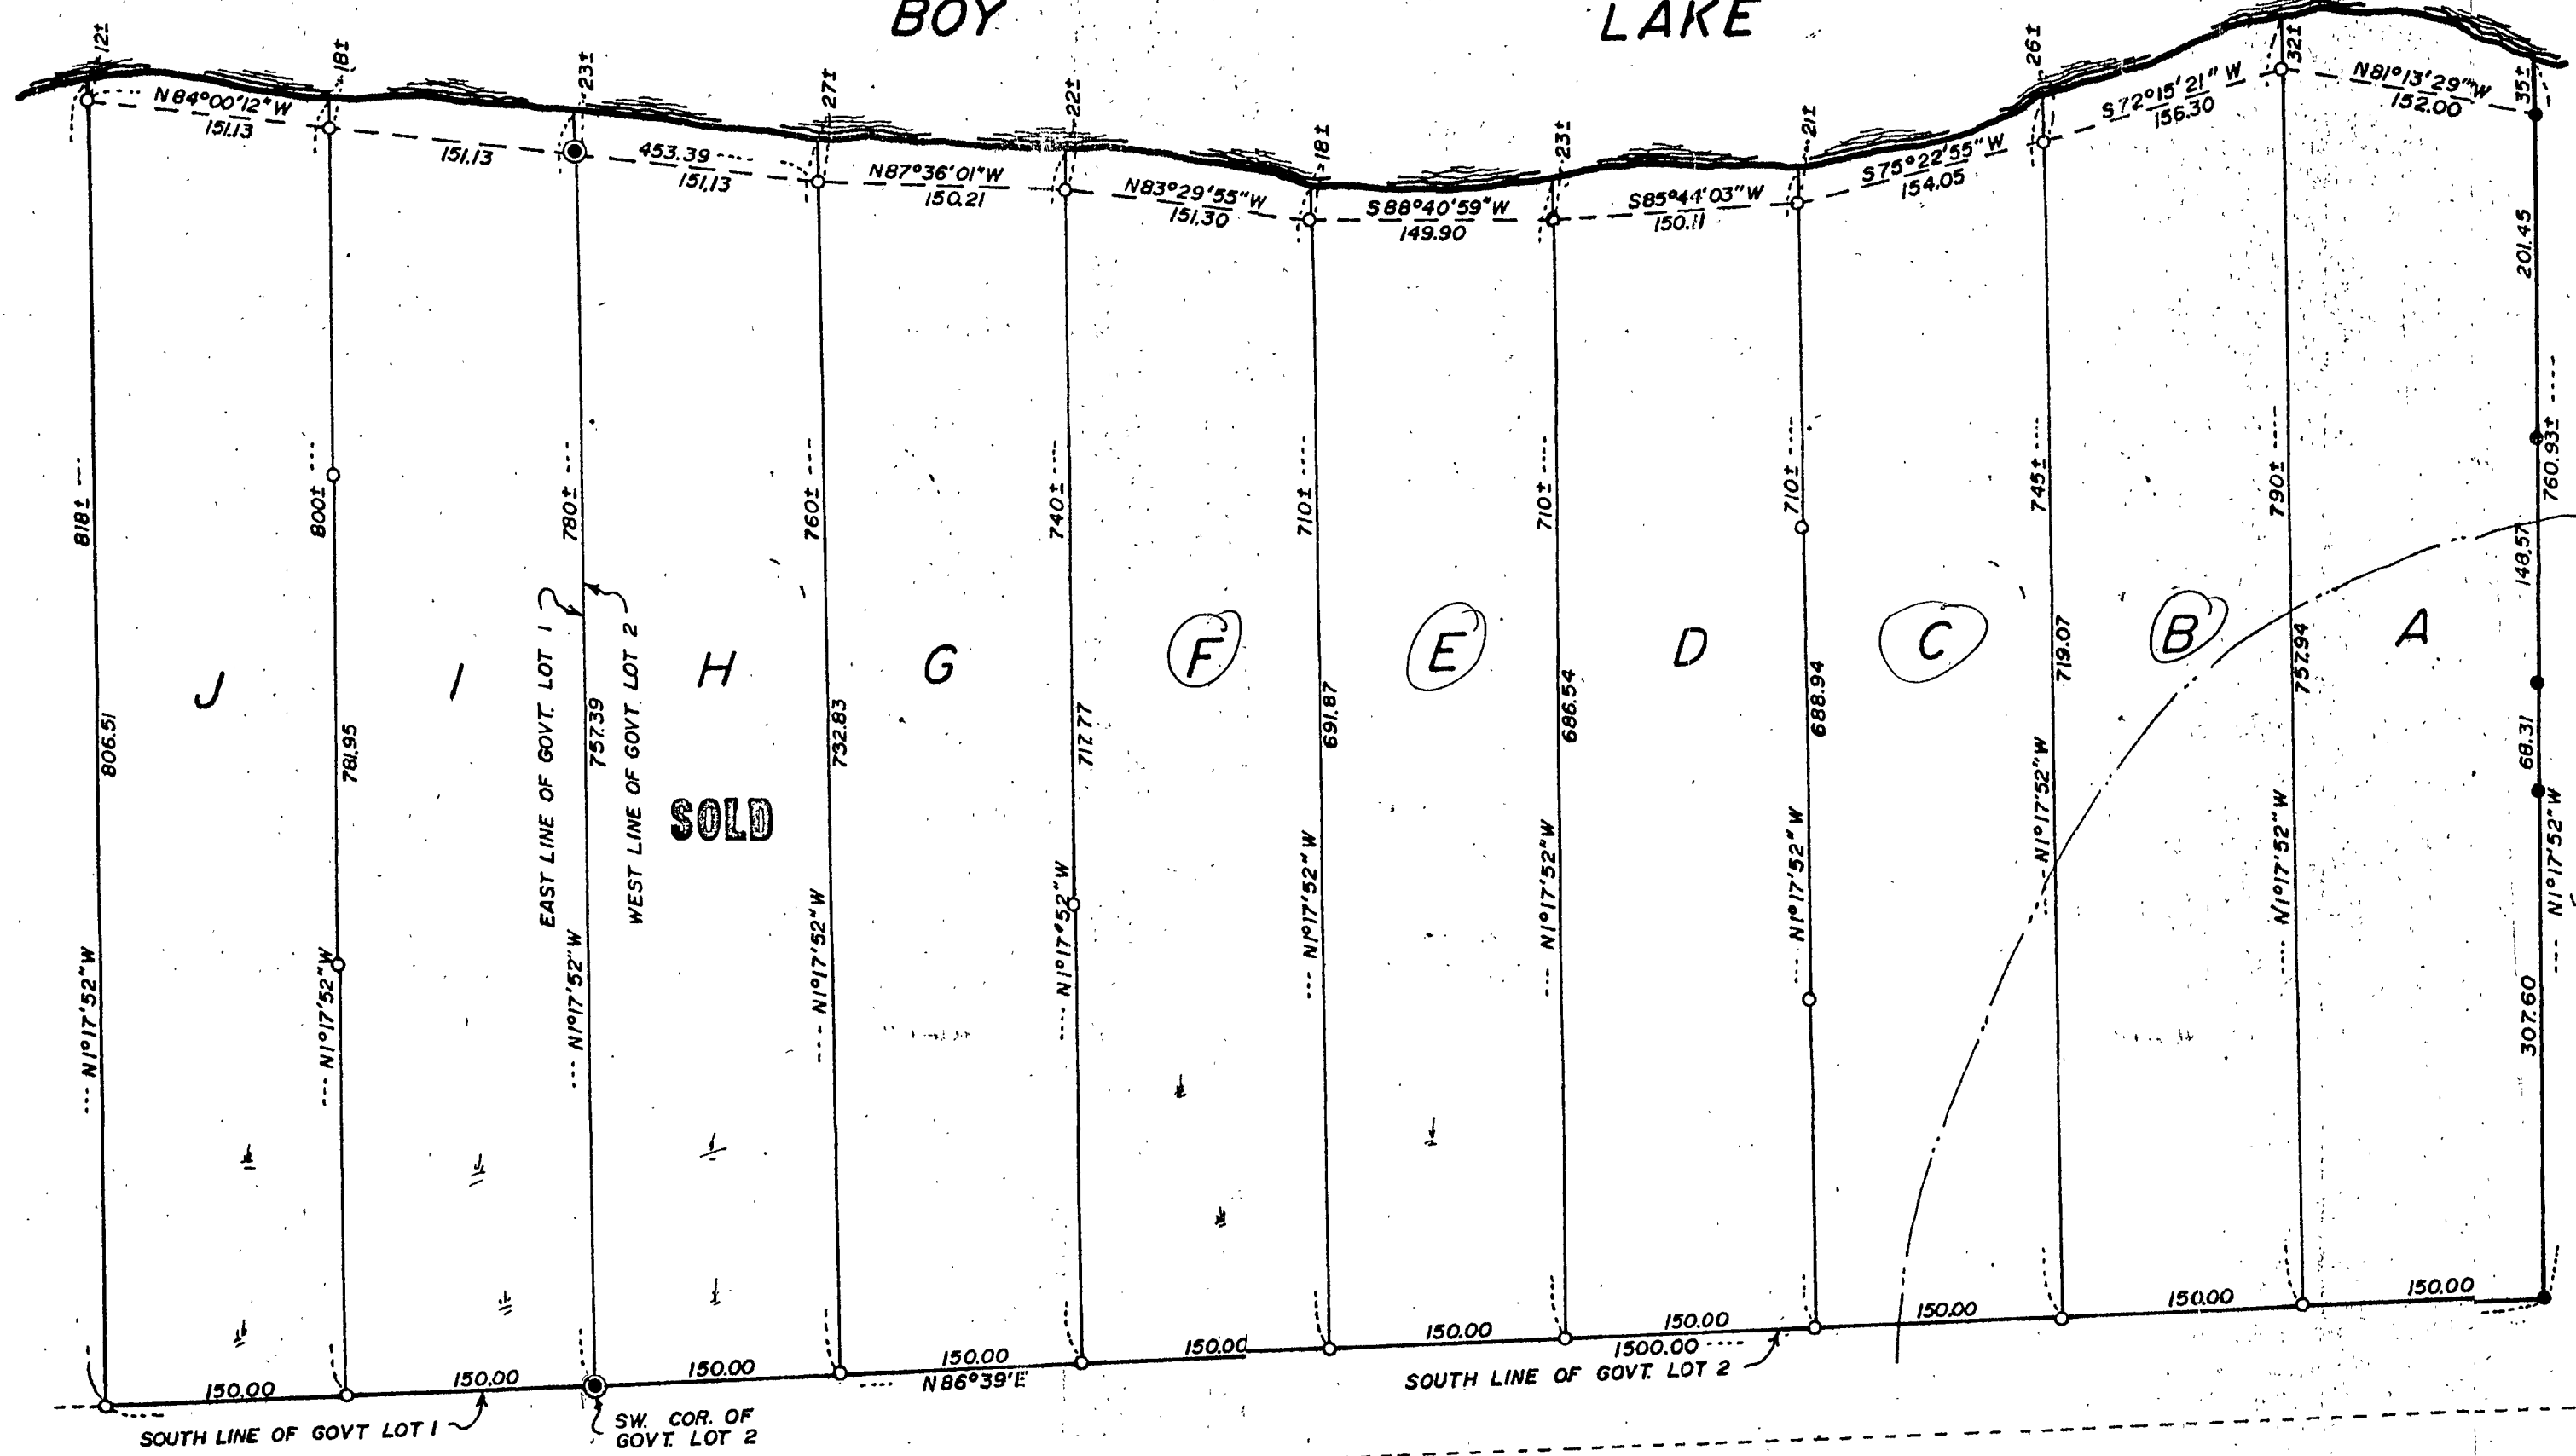 BOY LAKE
12±
18±
23±
27±
22±
18±
23±
21±
26±
32±
35±
N 84°00'12" W
151.13
151.13
453.39
151.13
N87°36'01"W
150.21
N83°29'55"W
151.30
S88°40'59"W
149.90
S85°44'03"W
150.11
S75°22'55"W
154.05
S72°15'21" W
156.30
N81°13'29"W
152.00
818±
800±
780±
760±
740±
710±
710±
710±
745±
790±
760.93±
201.45
148.57
68.31
307.60
J
I
H
G
F
E
D
C
B
A
SOLD
EAST LINE OF GOVT. LOT 1
WEST LINE OF GOVT. LOT 2
806.51
781.95
757.39
732.83
717.77
691.87
686.54
688.94
719.07
757.94
N1°17'52"W
N1°17'52"W
N1°17'52"W
N1°17'52"W
N1°17°52"W
N1°17'52"W
N1°17'52"W
N1°17'52"W
N1°17'52"W
N1°17'52"W
N1°17'52"W
150.00
150.00
150.00
150.00
150.00
150.00
150.00
150.00
150.00
150.00
N86°39'E
1500.00
SOUTH LINE OF GOVT LOT 1
SW. COR. OF
GOVT. LOT 2
SOUTH LINE OF GOVT. LOT 2